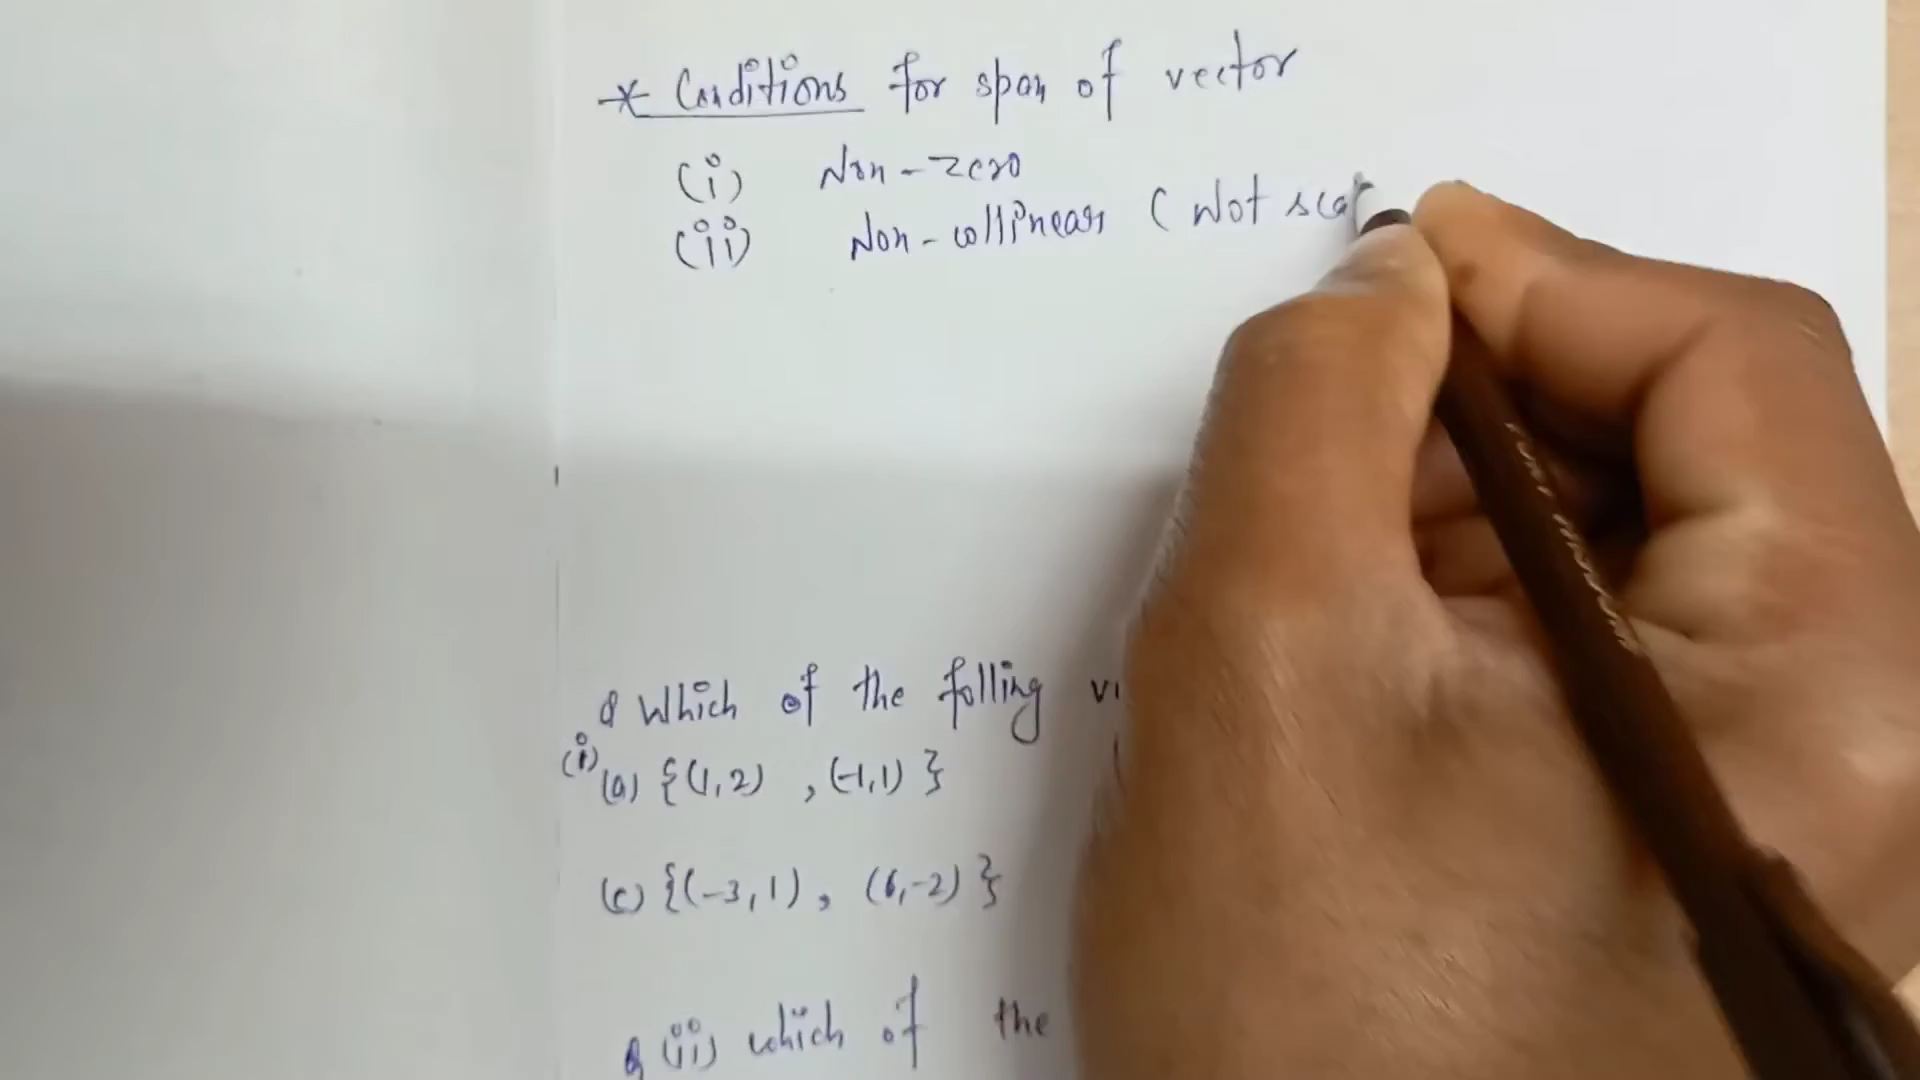 * Conditions for span of vector
(i) Non-zero
(ii) Non-collinear (Not scal
Q Which of the folling
(i) (a) {(1,2) , (-1,1)}
(c) {(-3,1), (6,-2)}
Q (ii) which of the